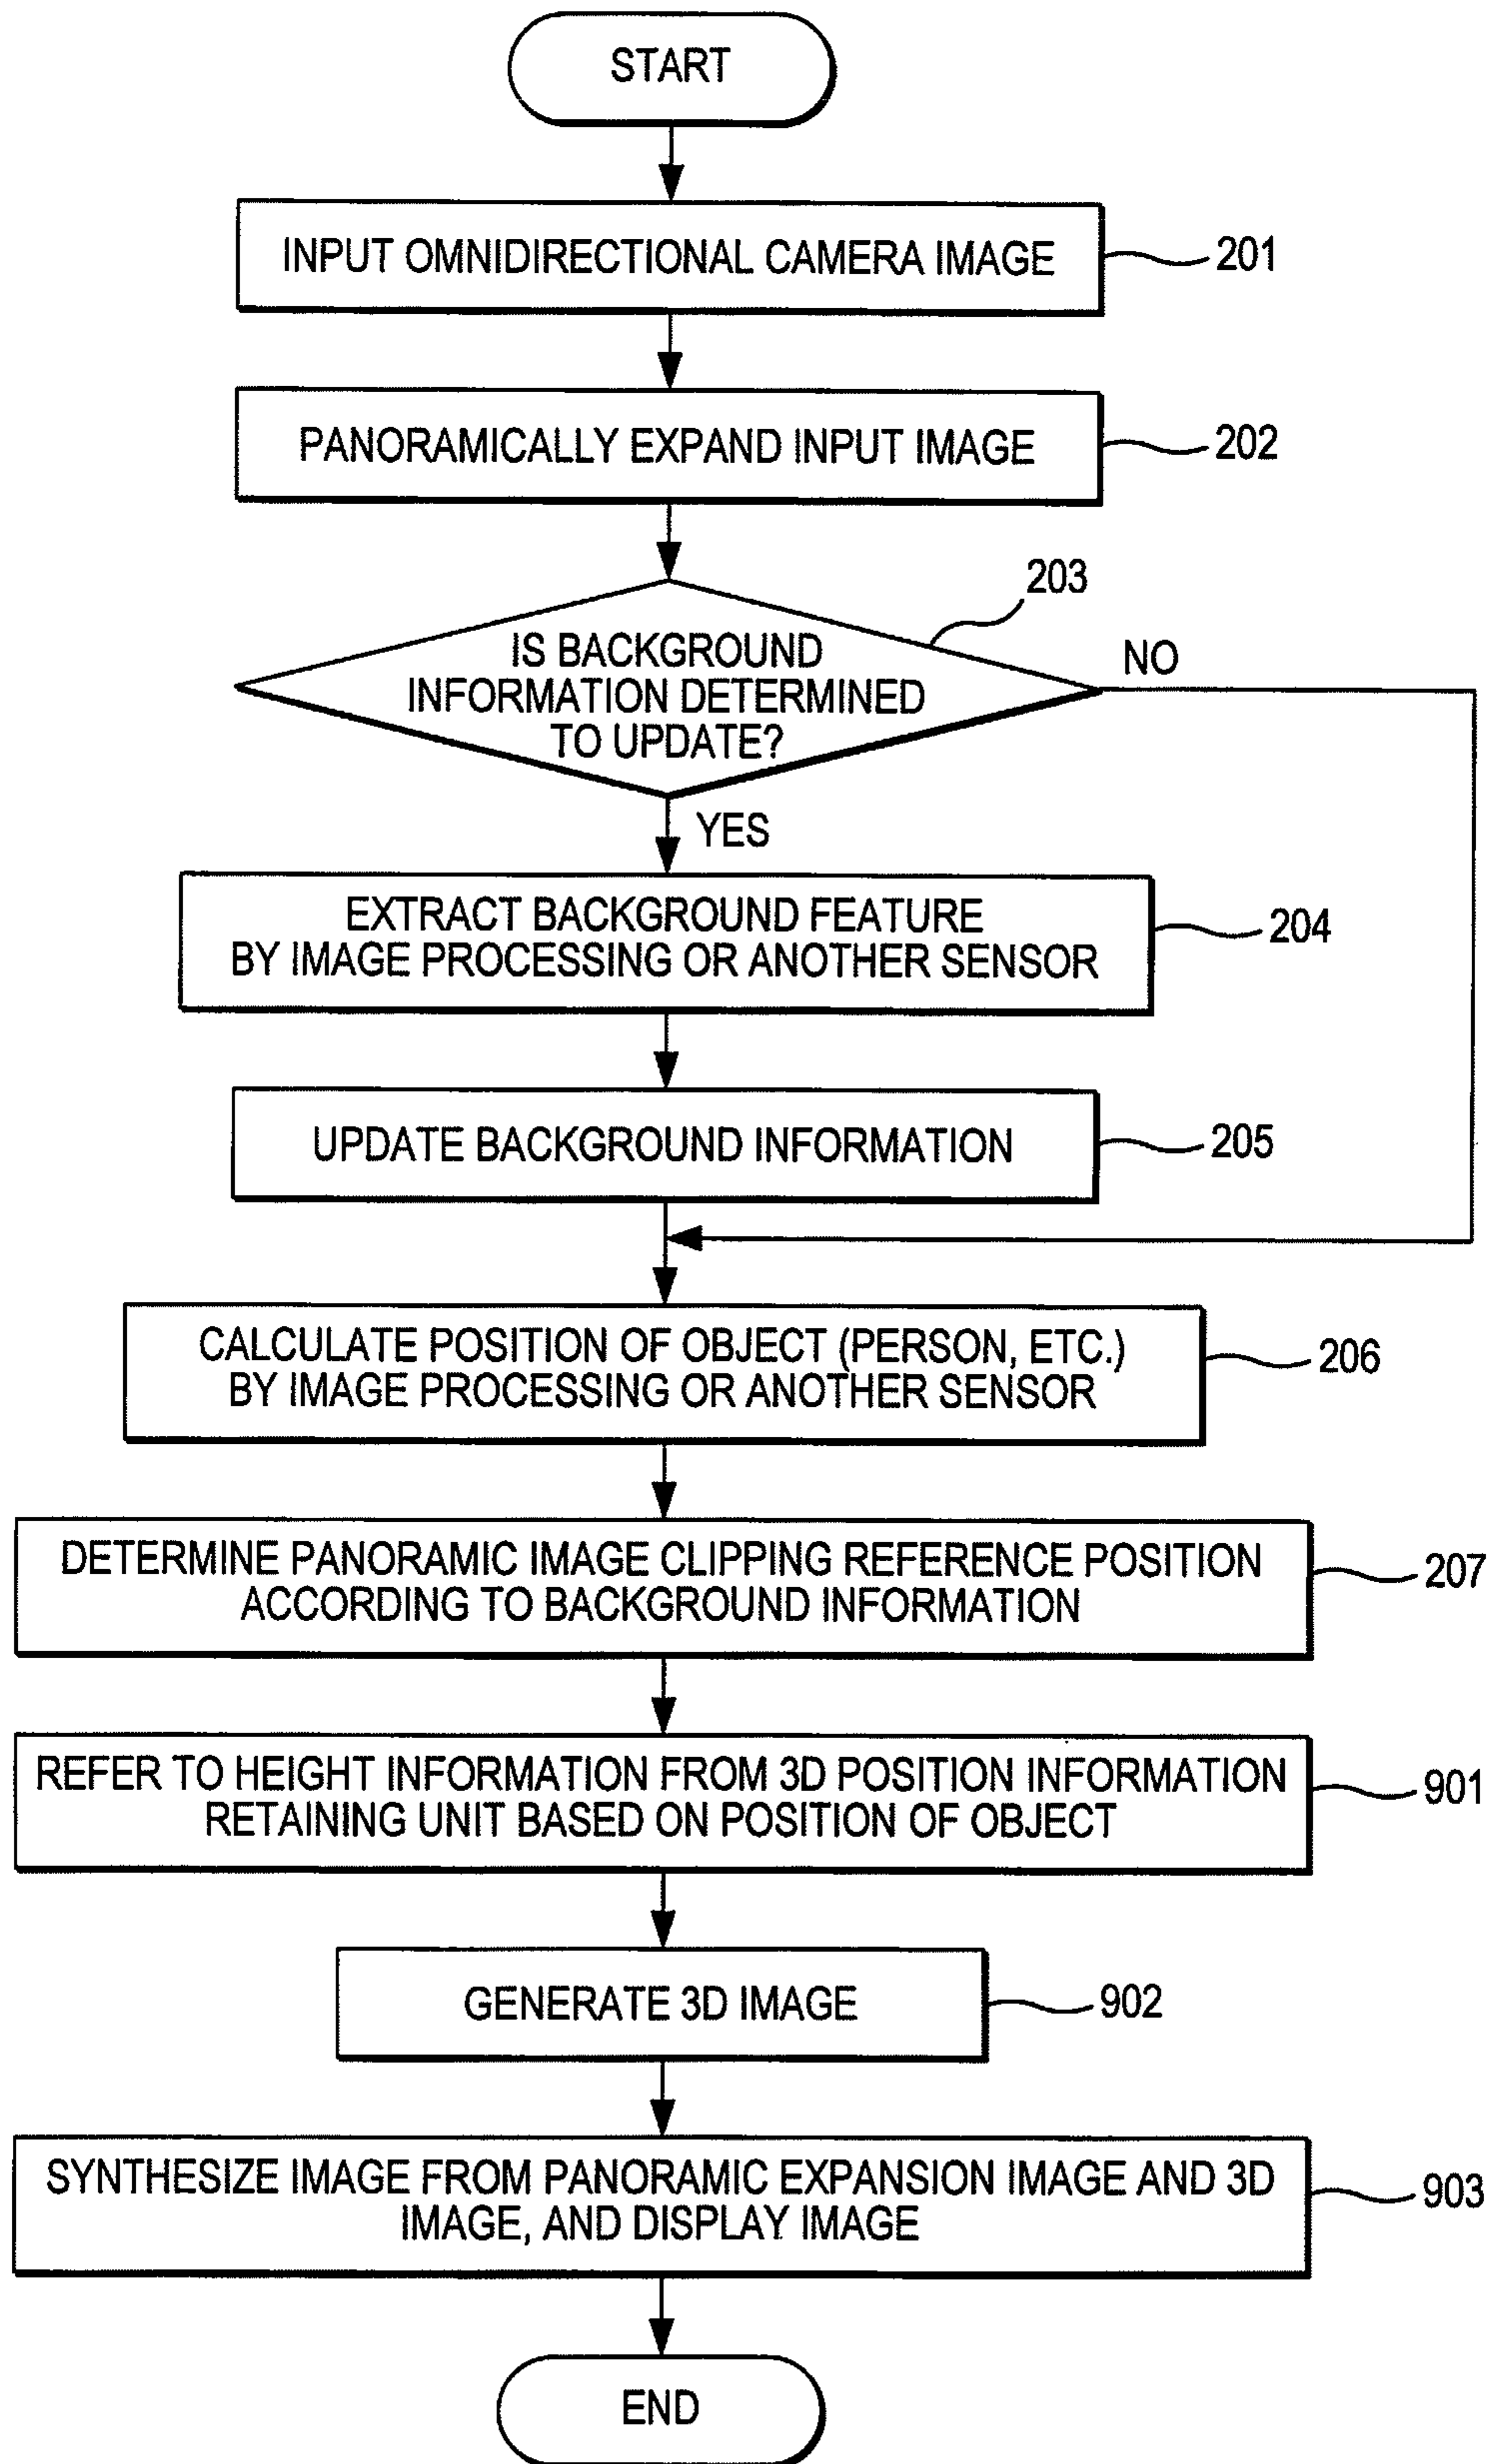 START
INPUT OMNIDIRECTIONAL CAMERA IMAGE
201
PANORAMICALLY EXPAND INPUT IMAGE
202
203
IS BACKGROUND
INFORMATION DETERMINED
TO UPDATE?
NO
YES
EXTRACT BACKGROUND FEATURE
BY IMAGE PROCESSING OR ANOTHER SENSOR
204
UPDATE BACKGROUND INFORMATION
205
CALCULATE POSITION OF OBJECT (PERSON, ETC.)
BY IMAGE PROCESSING OR ANOTHER SENSOR
206
DETERMINE PANORAMIC IMAGE CLIPPING REFERENCE POSITION
ACCORDING TO BACKGROUND INFORMATION
207
REFER TO HEIGHT INFORMATION FROM 3D POSITION INFORMATION
RETAINING UNIT BASED ON POSITION OF OBJECT
901
GENERATE 3D IMAGE
902
SYNTHESIZE IMAGE FROM PANORAMIC EXPANSION IMAGE AND 3D
IMAGE, AND DISPLAY IMAGE
903
END